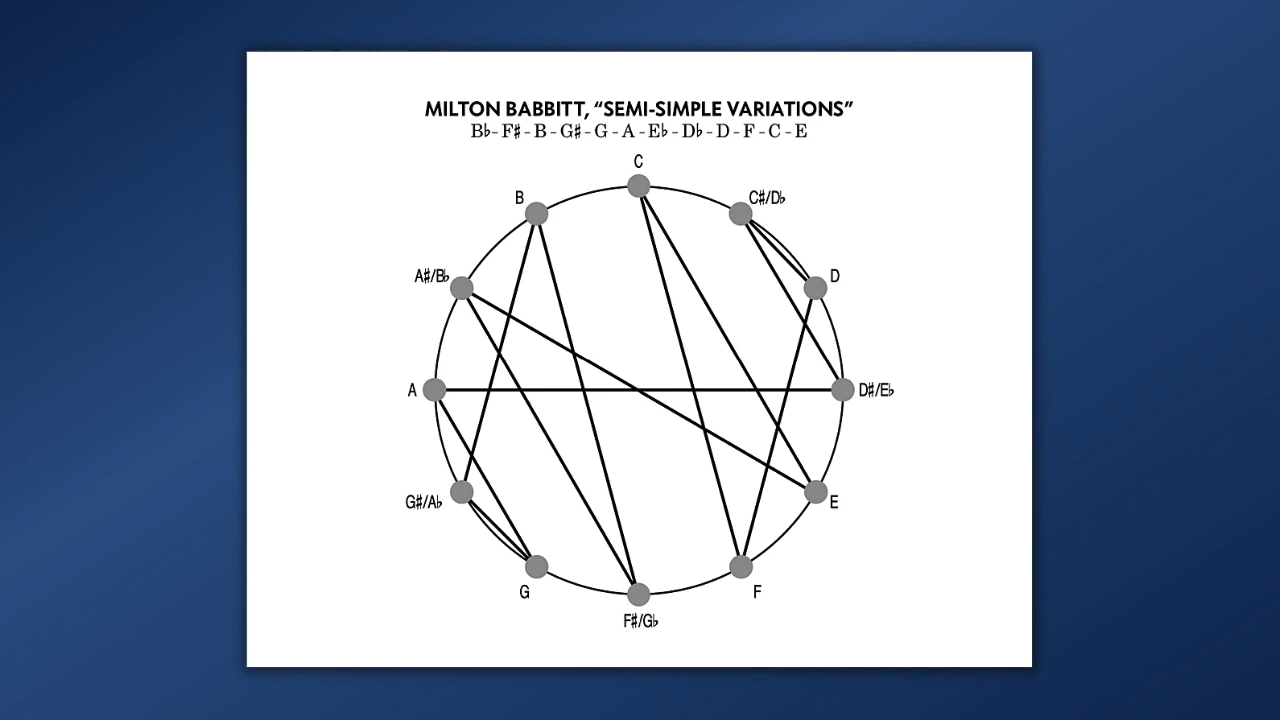 MILTON BABBITT, “SEMI-SIMPLE VARIATIONS”
B♭- F♯ - B - G♯ - G - A - E♭ - D♭ - D - F - C - E
C
B
C♯/D♭
A♯/B♭
D
A
D♯/E♭
G♯/A♭
E
G
F
F♯/G♭